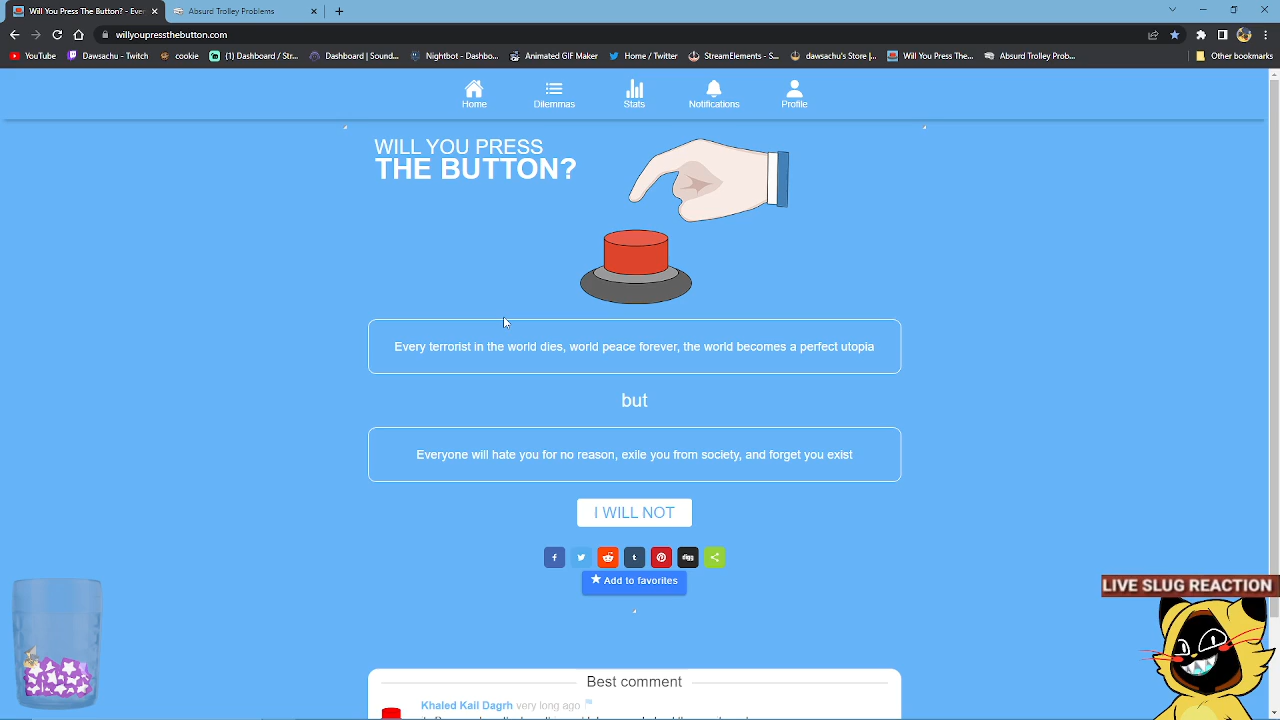 Will You Press The Button? - Ever
Absurd Trolley Problems
willyoupressthebutton.com
YouTube
Dawsachu - Twitch
cookie
Dashboard / Str...
Dashboard | Sound...
Nightbot - Dashbo...
Animated GIF Maker
Home / Twitter
StreamElements - S...
dawsachu's Store |...
Will You Press The...
Absurd Trolley Prob...
Other favorites
Home
Dilemmas
Stats
Notifications
Profile
WILL YOU PRESS
THE BUTTON?
Every terrorist in the world dies, world peace forever, the world becomes a perfect utopia
but
Everyone will hate you for no reason, exile you from society, and forget you exist
I WILL NOT
digg
Add to favorites
LIVE SLUG REACTION
Best comment
Khaled Kail Dagrh very long ago